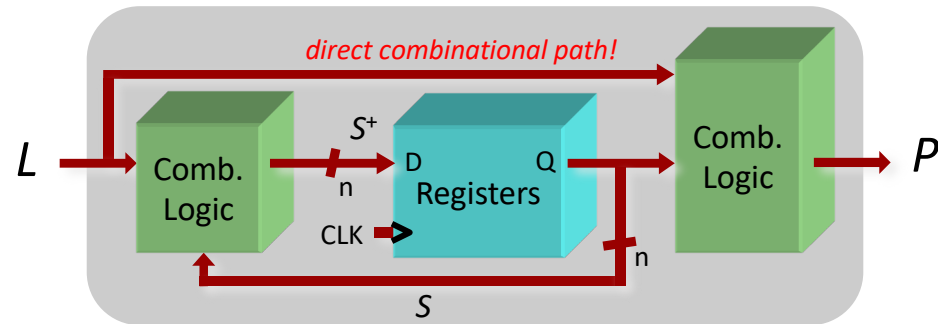 direct combinational path!
L
Comb.
Logic
S⁺
n
D
Q
Registers
CLK
n
S
Comb.
Logic
P